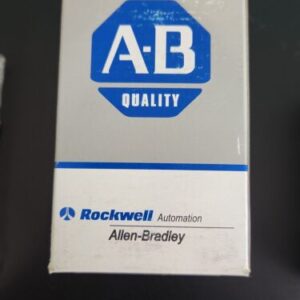 A-B
QUALITY
Rockwell Automation
Allen-Bradley